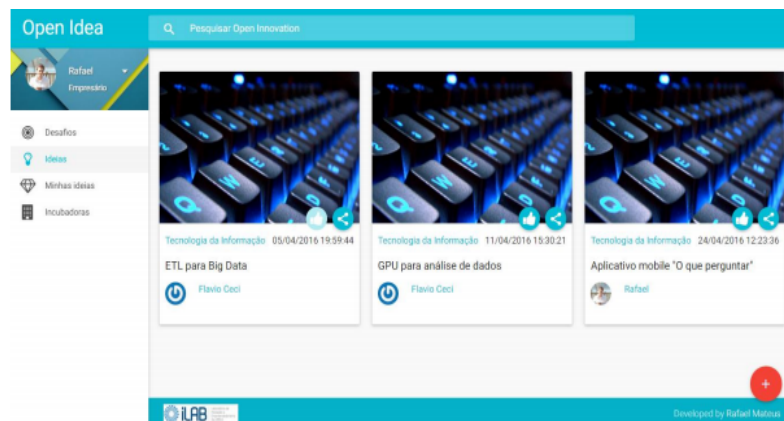 Open Idea
Pesquisar Open Innovation
Rafael
Empresário
Desafios
Ideias
Minhas ideias
Incubadoras
Tecnologia da Informação 05/04/2016 19:59:44
ETL para Big Data
Flavio Ceci
Tecnologia da Informação 11/04/2016 15:30:21
GPU para análise de dados
Flavio Ceci
Tecnologia da Informação 24/04/2016 12:23:36
Aplicativo mobile "O que perguntar"
Rafael
iLAB
Developed by Rafael Mateus